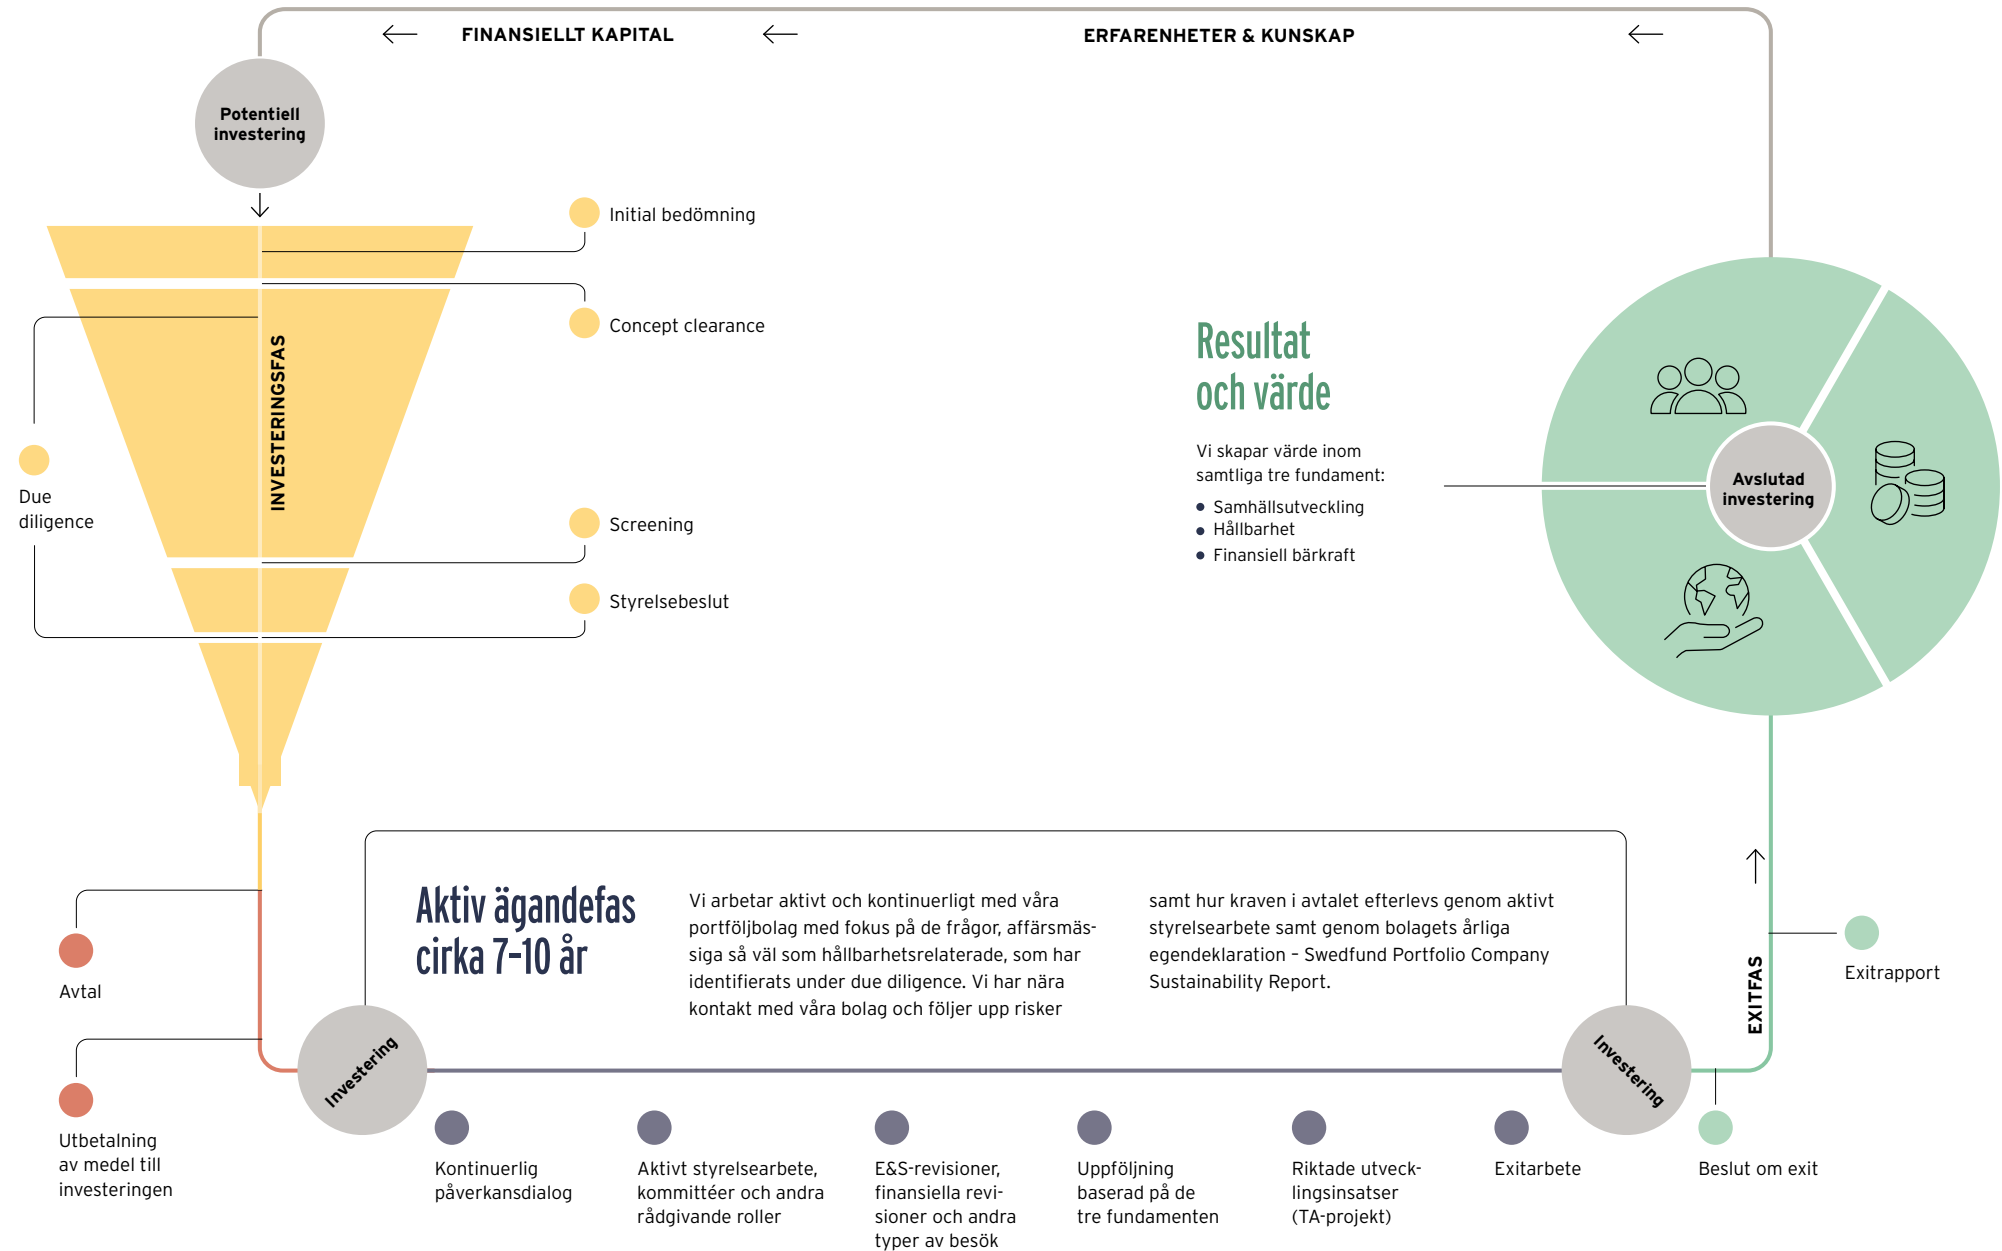 FINANSIELLT KAPITAL
ERFARENHETER & KUNSKAP
Potentiell
investering
Initial bedömning
Concept clearance
INVESTERINGSFAS
Due
diligence
Screening
Styrelsebeslut
Resultat
och värde
Vi skapar värde inom
samtliga tre fundament:
• Samhällsutveckling
• Hållbarhet
• Finansiell bärkraft
Avslutad
investering
Avtal
Utbetalning
av medel till
investeringen
Investering
Aktiv ägandefas
cirka 7–10 år
Vi arbetar aktivt och kontinuerligt med våra
portföljbolag med fokus på de frågor, affärsmäs-
siga så väl som hållbarhetsrelaterade, som har
identifierats under due diligence. Vi har nära
kontakt med våra bolag och följer upp risker
samt hur kraven i avtalet efterlevs genom aktivt
styrelsearbete samt genom bolagets årliga
egendeklaration – Swedfund Portfolio Company
Sustainability Report.
Investering
Kontinuerlig
påverkansdialog
Aktivt styrelsearbete,
kommittéer och andra
rådgivande roller
E&S-revisioner,
finansiella revi-
sioner och andra
typer av besök
Uppföljning
baserad på de
tre fundamenten
Riktade utveck-
lingsinsatser
(TA-projekt)
Exitarbete
Beslut om exit
EXITFAS
Exitrapport